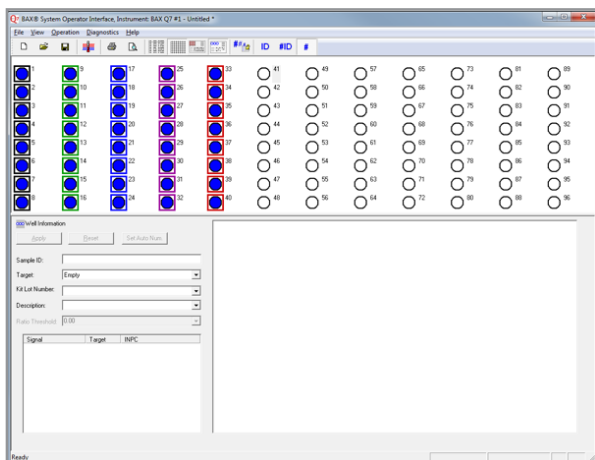 BAX® System Operator Interface, Instrument: BAX Q7 #1 - Untitled *
File View Operation Diagnostics Help
ID #ID #
1 9 17 25 33 41 49 57 65 73 81 89
2 10 18 26 34 42 50 58 66 74 82 90
3 11 19 27 35 43 51 59 67 75 83 91
4 12 20 28 36 44 52 60 68 76 84 92
5 13 21 29 37 45 53 61 69 77 85 93
6 14 22 30 38 46 54 62 70 78 86 94
7 15 23 31 39 47 55 63 71 79 87 95
8 16 24 32 40 48 56 64 72 80 88 96
Well Information
Apply Reset Set Auto Num
Sample ID:
Target: Empty
Kit Lot Number:
Description:
Ratio Threshold: 0.00
Signal Target INPC
Ready